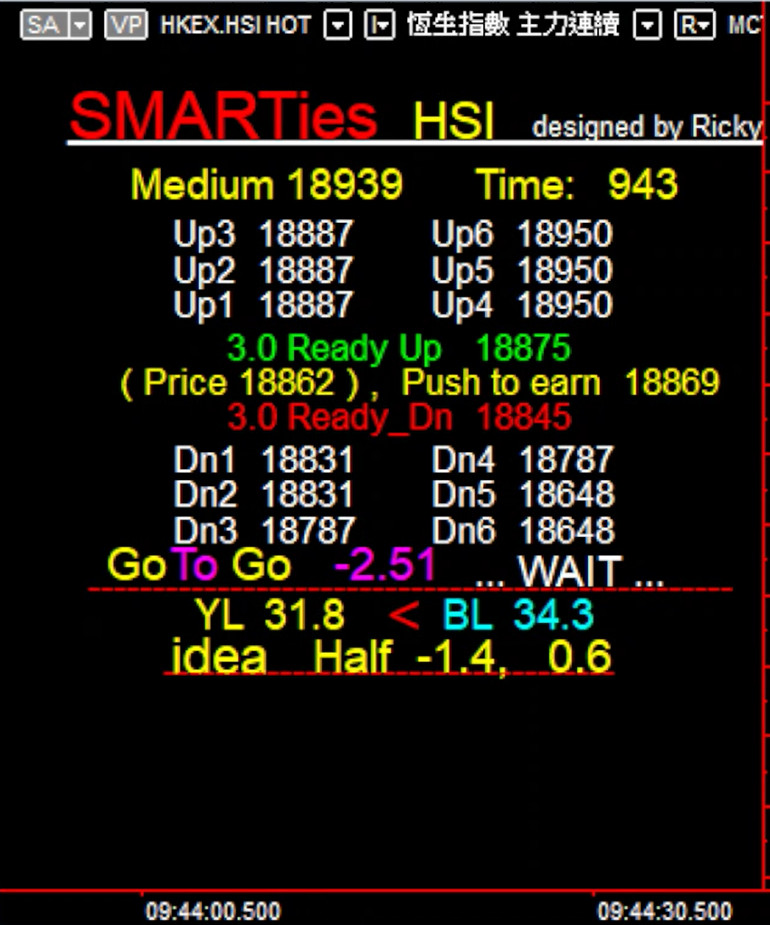 SA VP HKEX.HSI HOT I 恆生指數 主力連續 R MC
SMARTies HSI designed by Ricky
Medium 18939 Time: 943
Up3 18887 Up6 18950
Up2 18887 Up5 18950
Up1 18887 Up4 18950
3.0 Ready Up 18875
( Price 18862 ) , Push to earn 18869
3.0 Ready_Dn 18845
Dn1 18831 Dn4 18787
Dn2 18831 Dn5 18648
Dn3 18787 Dn6 18648
GoTo Go -2.51 ... WAIT ...
YL 31.8 < BL 34.3
idea Half -1.4, 0.6
09:44:00.500 09:44:30.500